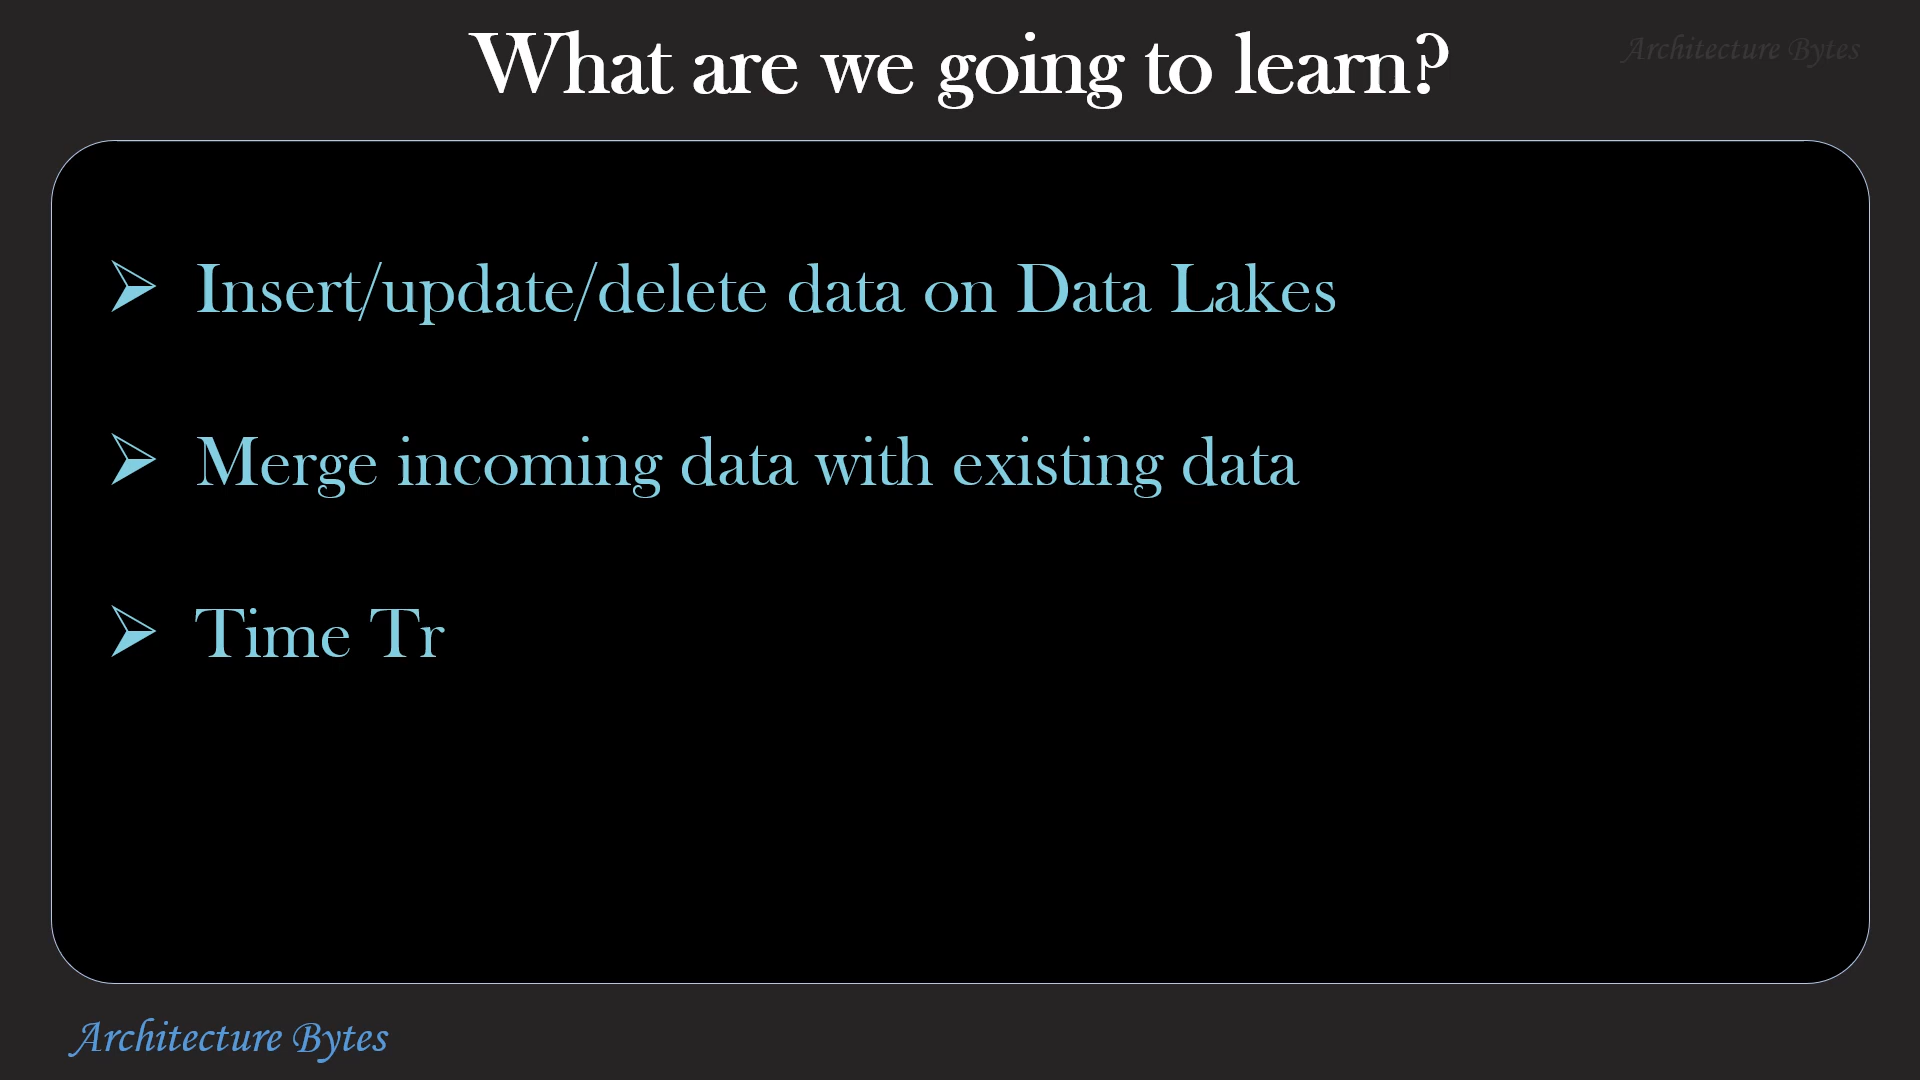 What are we going to learn?
Architecture Bytes
➢ Insert/update/delete data on Data Lakes
➢ Merge incoming data with existing data
➢ Time Tr
Architecture Bytes